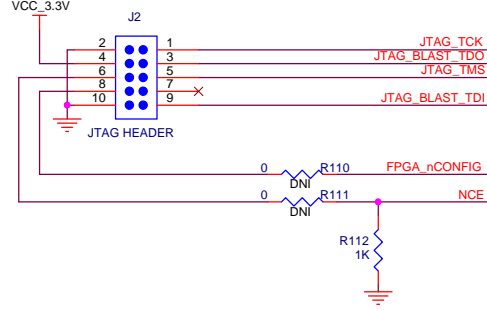 VCC_3.3V
J2
2 1 JTAG_TCK
4 3 JTAG_BLAST_TDO
6 5 JTAG_TMS
8 7
10 9 JTAG_BLAST_TDI
JTAG HEADER
0 R110 FPGA_nCONFIG
DNI
0 R111 NCE
DNI
R112
1K